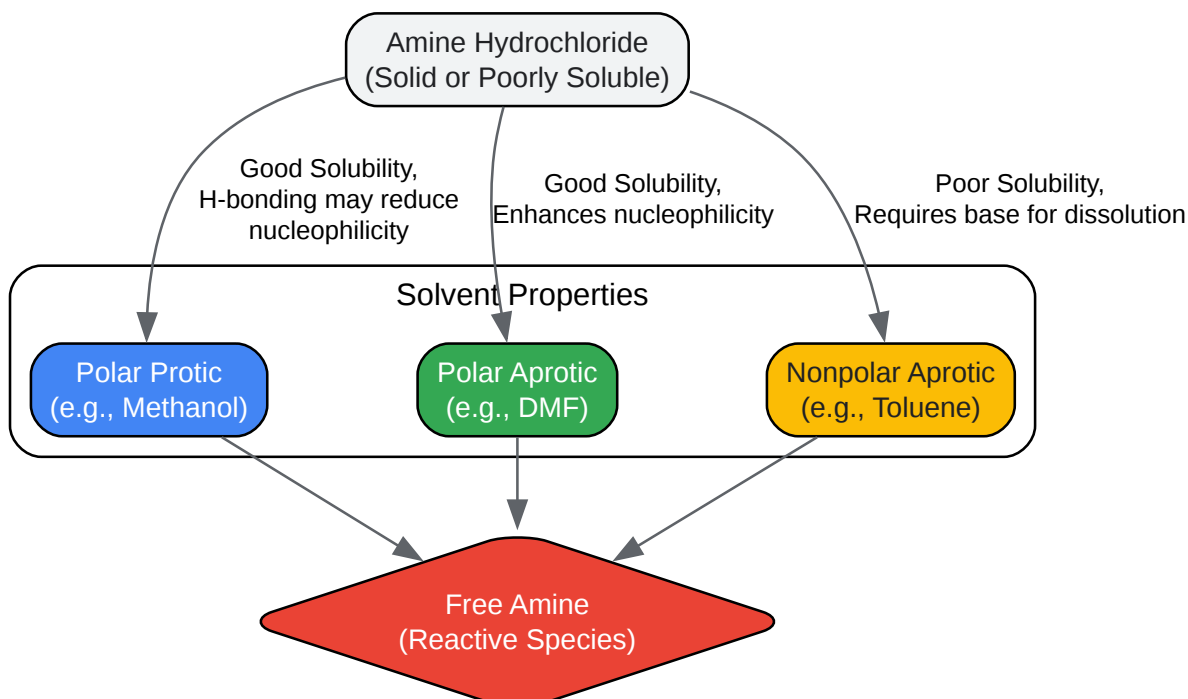 Amine Hydrochloride
(Solid or Poorly Soluble)
Good Solubility,
H-bonding may reduce
nucleophilicity
Good Solubility,
Enhances nucleophilicity
Poor Solubility,
Requires base for dissolution
Solvent Properties
Polar Protic
(e.g., Methanol)
Polar Aprotic
(e.g., DMF)
Nonpolar Aprotic
(e.g., Toluene)
Free Amine
(Reactive Species)